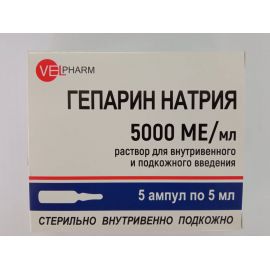 VELPHARM
ГЕПАРИН НАТРИЯ
5000 МЕ/мл
раствор для внутривенного
и подкожного введения
5 ампул по 5 мл
СТЕРИЛЬНО ВНУТРИВЕННО ПОДКОЖНО